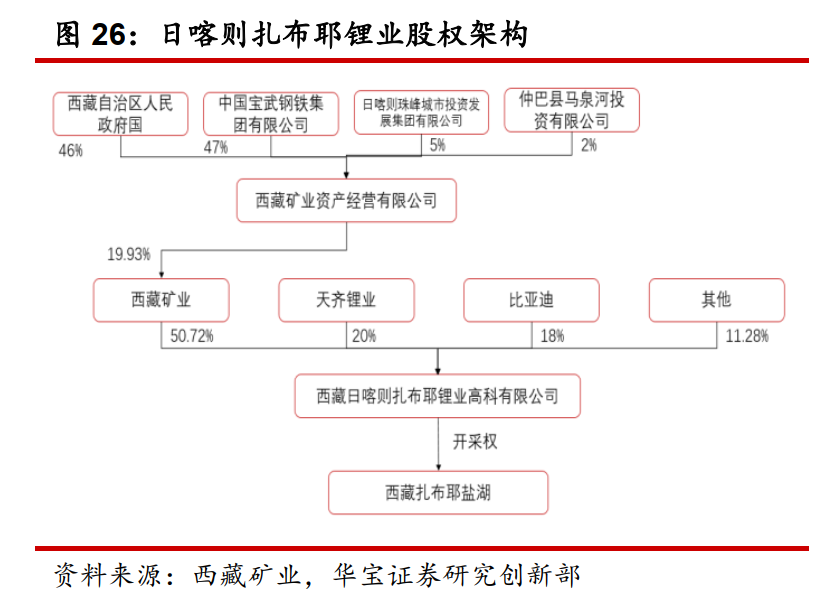 图 26：日喀则扎布耶锂业股权架构
西藏自治区人民
政府国
中国宝武钢铁集
团有限公司
日喀则珠峰城市投资发
展集团有限公司
仲巴县马泉河投
资有限公司
46%
47%
5%
2%
西藏矿业资产经营有限公司
19.93%
西藏矿业
天齐锂业
比亚迪
其他
50.72%
20%
18%
11.28%
西藏日喀则扎布耶锂业高科有限公司
开采权
西藏扎布耶盐湖
资料来源：西藏矿业，华宝证券研究创新部